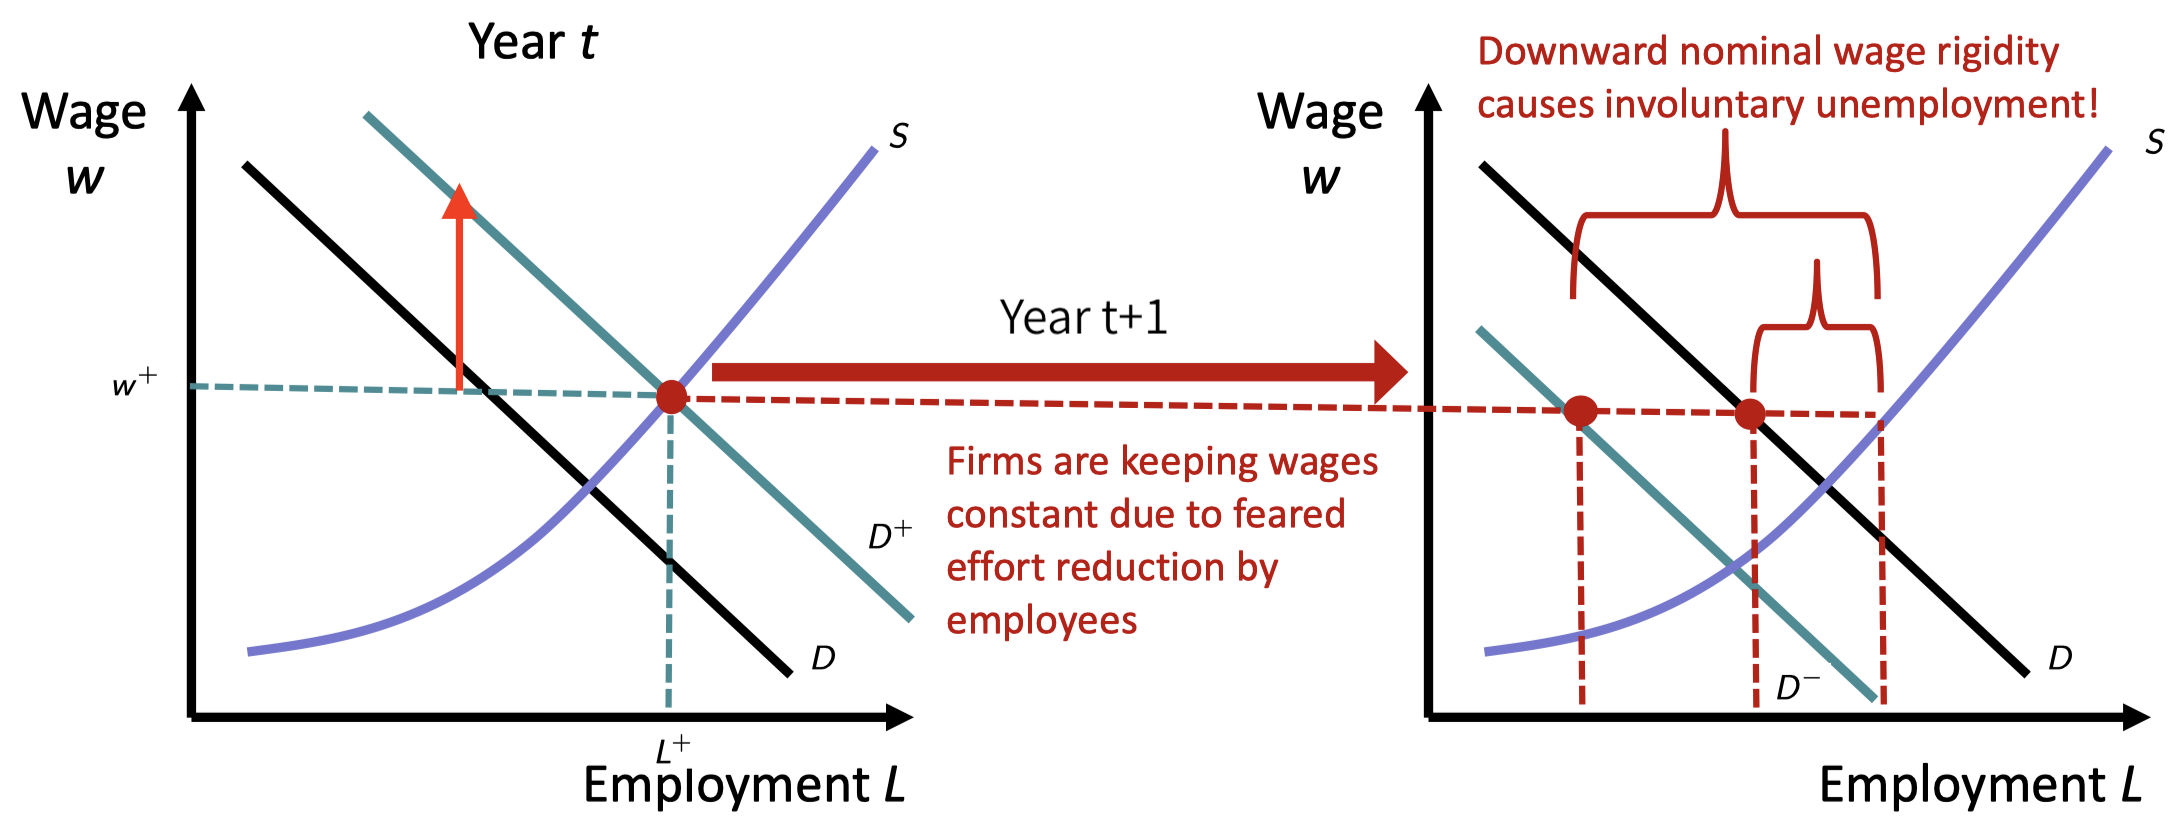 Year t
Wage
w
S
w⁺
D⁺
D
L⁺
Employment L
Year t+1
Firms are keeping wages
constant due to feared
effort reduction by
employees
Downward nominal wage rigidity
causes involuntary unemployment!
Wage
w
S
D
D⁻
Employment L